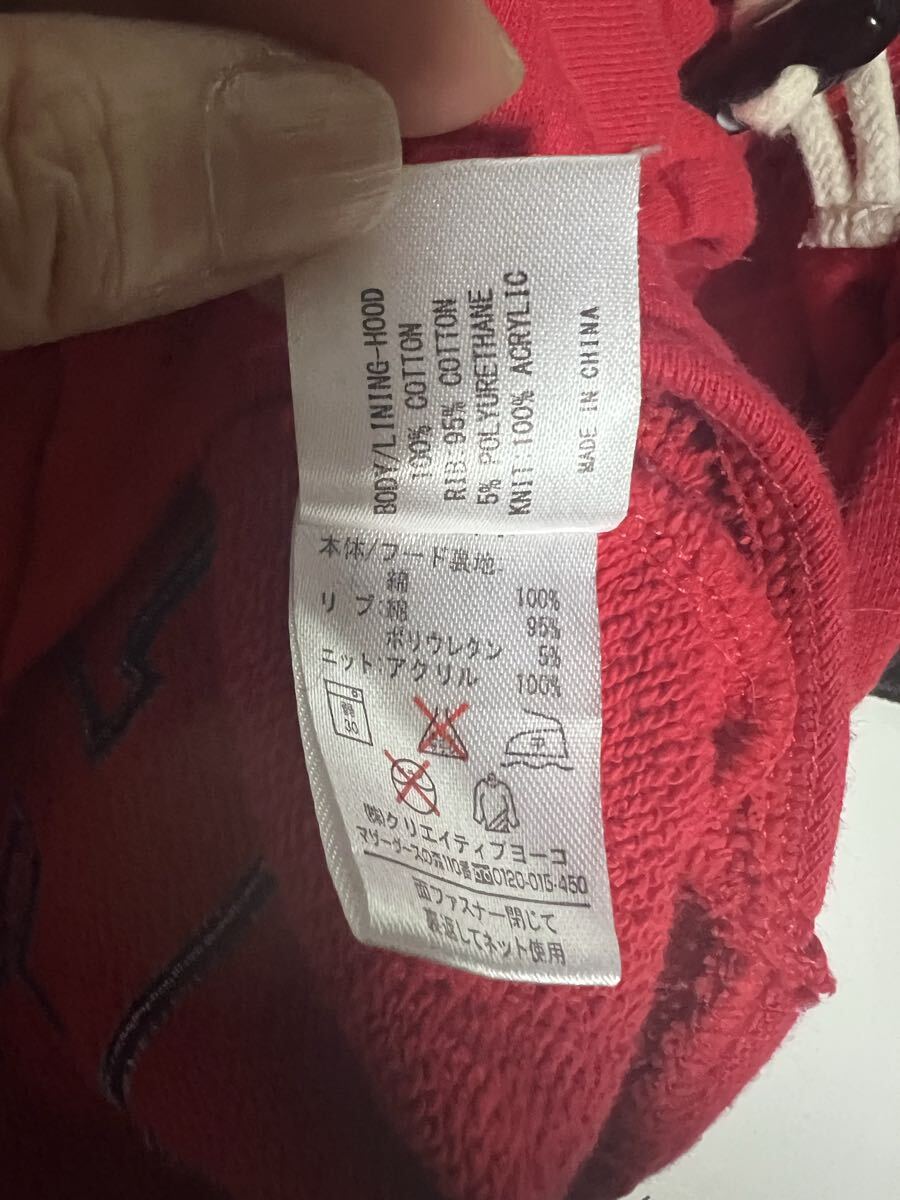 BODY/LINING-HOOD
100% COTTON
RIB:95% COTTON
5% POLYURETHANE
KNIT:100% ACRYLIC
MADE IN CHINA
本体/フード裏地:
綿 100%
リブ:綿 95%
ポリウレタン 5%
ニット:アクリル 100%
中
㈱クリエイティブヨーコ
0120-015-450
面ファスナー閉じて
裏返してネット使用